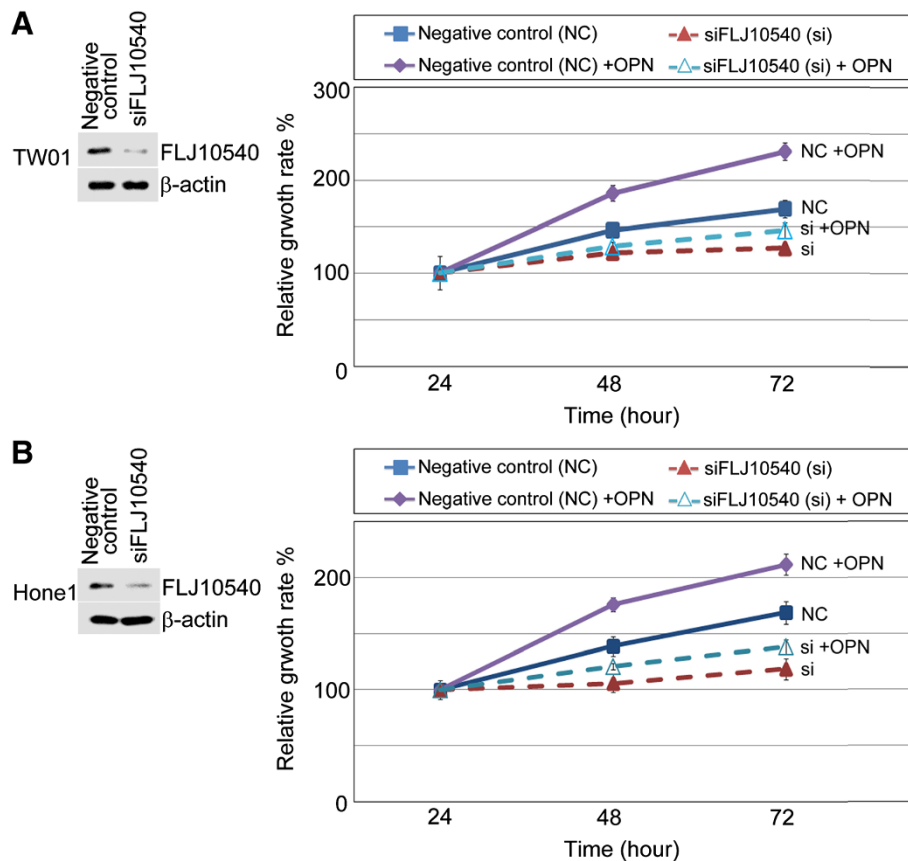 A
Negative control
siFLJ10540
TW01
FLJ10540
β-actin
Negative control (NC)
siFLJ10540 (si)
Negative control (NC) +OPN
siFLJ10540 (si) + OPN
Relative grwoth rate %
300
200
100
0
NC +OPN
NC
si +OPN
si
24 48 72
Time (hour)
B
Negative control
siFLJ10540
Hone1
FLJ10540
β-actin
Negative control (NC)
siFLJ10540 (si)
Negative control (NC) +OPN
siFLJ10540 (si) + OPN
Relative grwoth rate %
200
100
0
NC +OPN
NC
si +OPN
si
24 48 72
Time (hour)